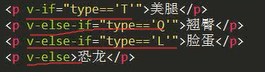 <p v-if="type=='T'">美腿</p>
<p v-else-if="type=='Q'">翘臀</p>
<p v-else-if="type=='L'">脸蛋</p>
<p v-else>恐龙</p>